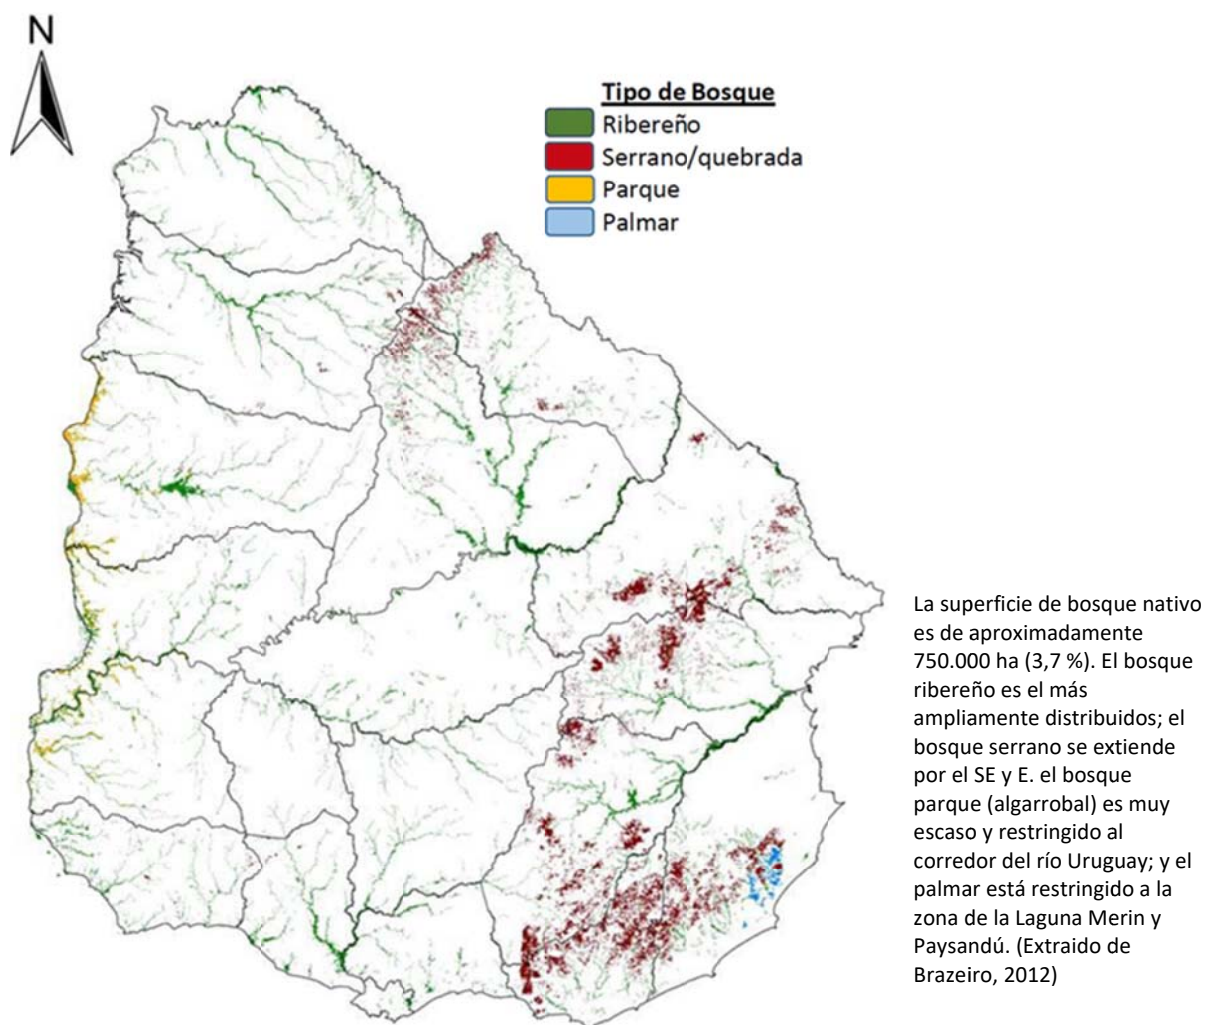 N
Tipo de Bosque
Ribereño
Serrano/quebrada
Parque
Palmar
La superficie de bosque nativo
es de aproximadamente
750.000 ha (3,7 %). El bosque
ribereño es el más
ampliamente distribuidos; el
bosque serrano se extiende
por el SE y E. el bosque
parque (algarrobal) es muy
escaso y restringido al
corredor del río Uruguay; y el
palmar está restringido a la
zona de la Laguna Merin y
Paysandú. (Extraido de
Brazeiro, 2012)